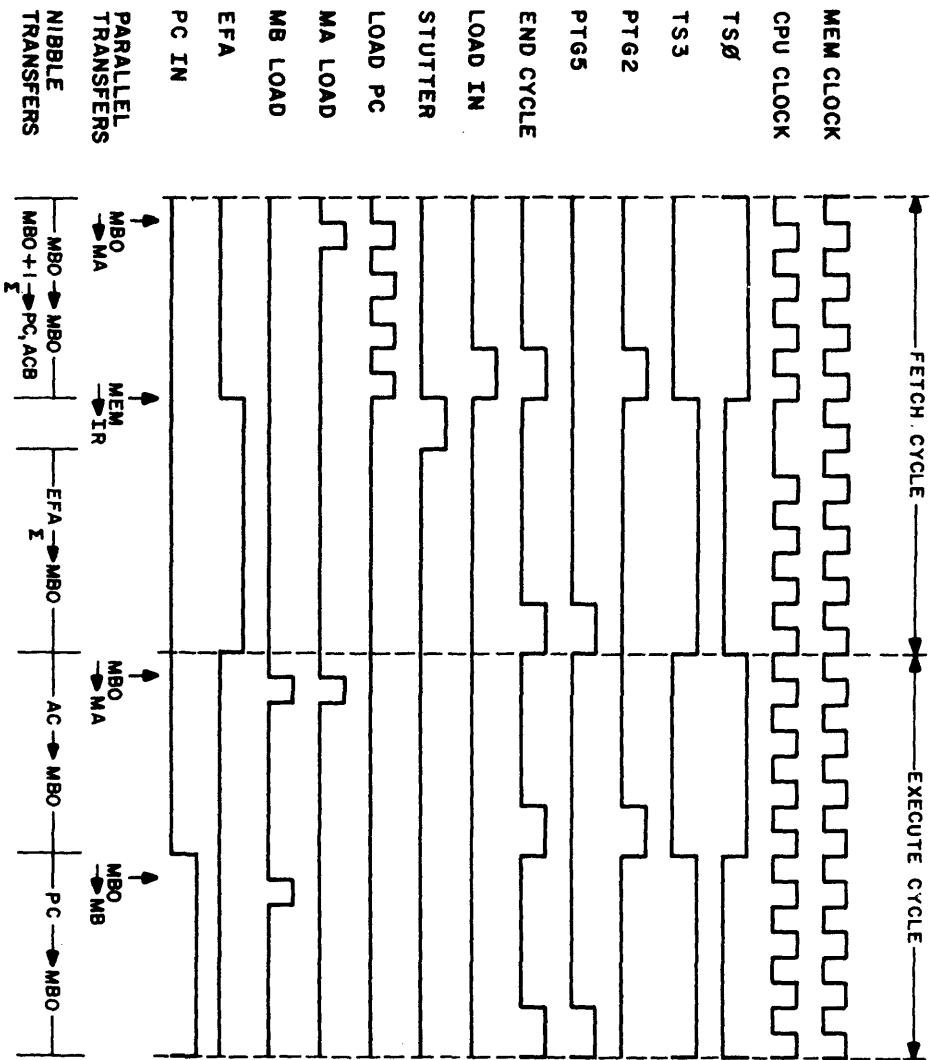 FETCH CYCLE
EXECUTE CYCLE
MEM CLOCK
CPU CLOCK
TSØ
TS3
PTG2
PTG5
END CYCLE
LOAD IN
STUTTER
LOAD PC
MA LOAD
MB LOAD
EFA
PC IN
PARALLEL
TRANSFERS
MBO
→ MA
MEM
→ IR
MBO
→ MA
MBO
→ MB
NIBBLE
TRANSFERS
MBO → MBO
MBO + 1 → PC, ACB
Σ
EFA → MBO
Σ
AC → MBO
PC → MBO